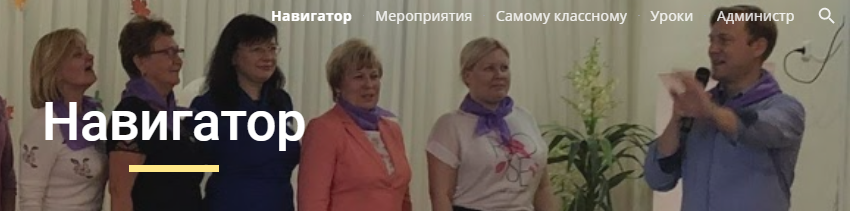 Навигатор Мероприятия Самому классному Уроки Администр
Навигатор